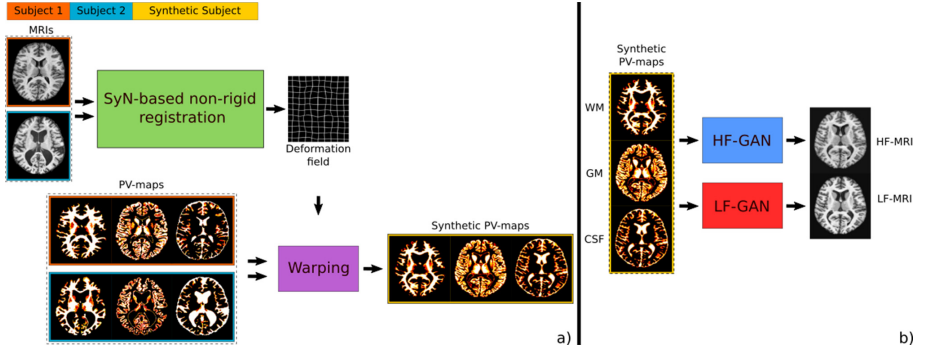 Subject 1
Subject 2
Synthetic Subject
MRIs
SyN-based non-rigid
registration
Deformation
field
PV-maps
Warping
Synthetic PV-maps
a)
Synthetic
PV-maps
WM
GM
CSF
HF-GAN
LF-GAN
HF-MRI
LF-MRI
b)